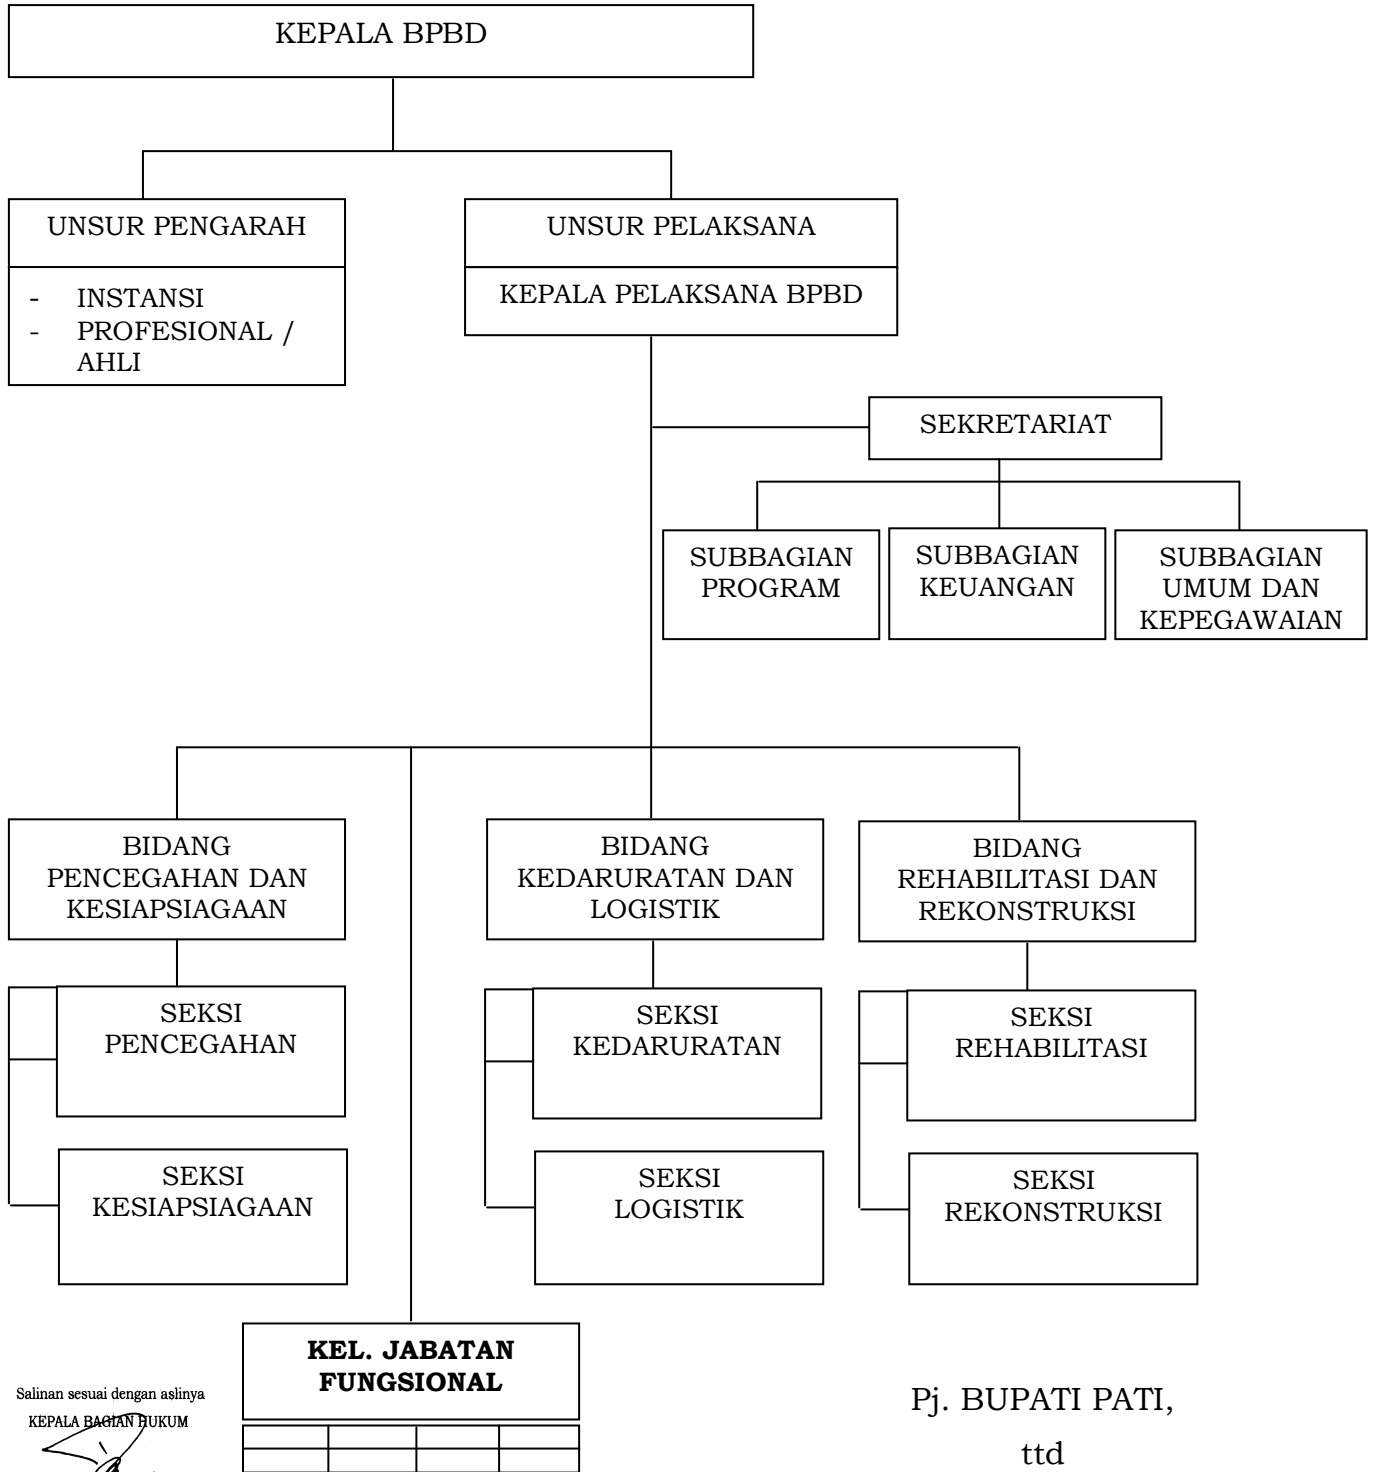 KEPALA BPBD
UNSUR PENGARAH
- INSTANSI
- PROFESIONAL /
AHLI
UNSUR PELAKSANA
KEPALA PELAKSANA BPBD
SEKRETARIAT
SUBBAGIAN
PROGRAM
SUBBAGIAN
KEUANGAN
SUBBAGIAN
UMUM DAN
KEPEGAWAIAN
BIDANG
PENCEGAHAN DAN
KESIAPSIAGAAN
BIDANG
KEDARURATAN DAN
LOGISTIK
BIDANG
REHABILITASI DAN
REKONSTRUKSI
SEKSI
PENCEGAHAN
SEKSI
KEDARURATAN
SEKSI
REHABILITASI
SEKSI
KESIAPSIAGAAN
SEKSI
LOGISTIK
SEKSI
REKONSTRUKSI
KEL. JABATAN
FUNGSIONAL
Salinan sesuai dengan aslinya
KEPALA BAGIAN HUKUM
Pj. BUPATI PATI,
ttd